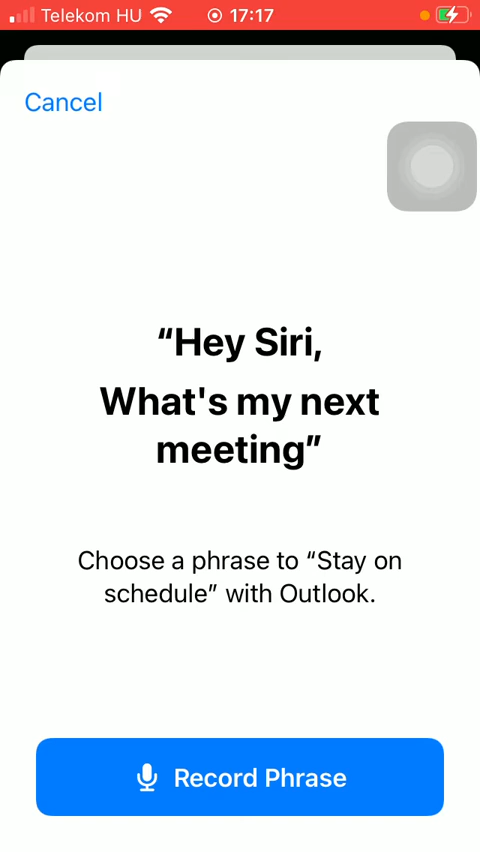 Telekom HU 17:17
Cancel
“Hey Siri,
What's my next
meeting”
Choose a phrase to “Stay on
schedule” with Outlook.
Record Phrase